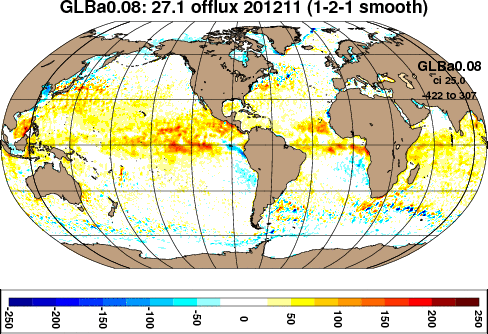 GLBa0.08: 27.1 offlux 201211 (1-2-1 smooth)
GLBa0.08
ci 25.0
-422 to 307
-250 -200 -150 -100 -50 0 50 100 150 200 250